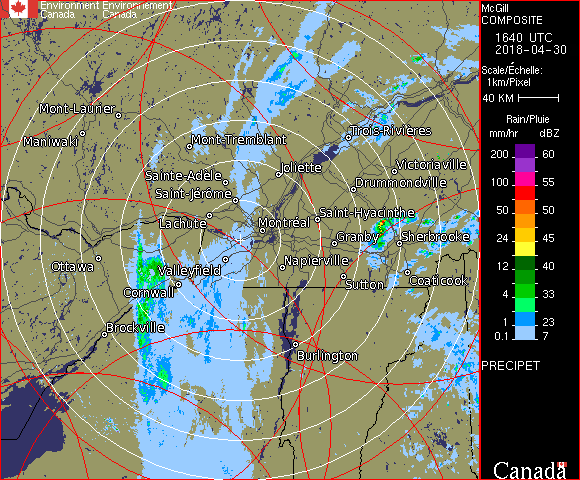 Environment Environnement
Canada Canada
McGill
COMPOSITE
1640 UTC
2018-04-30
Scale/Échelle:
1km/Pixel
40 KM
Rain/Pluie
mm/hr dBZ
200 60
100 55
50 50
24 45
12 40
4 33
1 23
0.1 7
PRECIPET
Canada
Mont-Laurier
Maniwaki
Mont-Tremblant
Trois-Rivières
Joliette
Victoriaville
Sainte-Adèle
Drummondville
Saint-Jérôme
Lachute
Saint-Hyacinthe
Montréal
Granby
Sherbrooke
Ottawa
Valleyfield
Napierville
Cornwall
Sutton
Coaticook
Brockville
Burlington